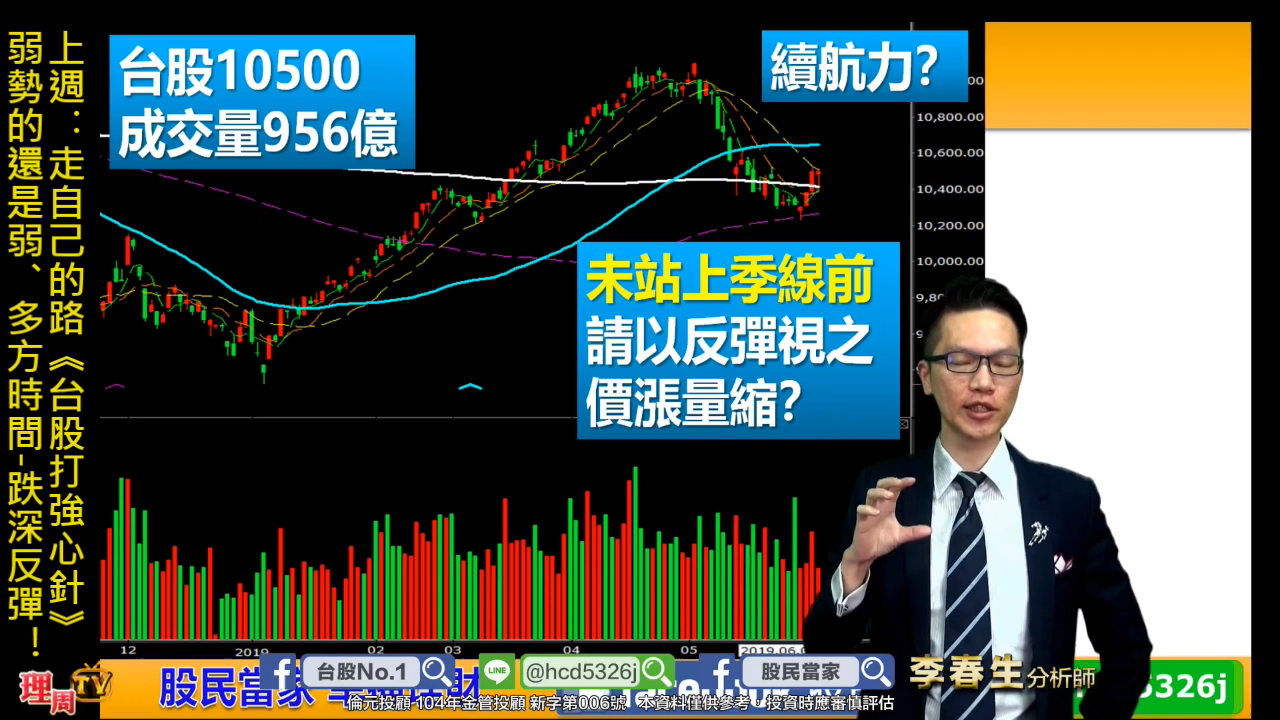 上週：走自己的路《台股打強心針》
弱勢的還是弱、多方時間-跌深反彈！
台股10500
成交量956億
續航力?
未站上季線前
請以反彈視之
價漲量縮?
10,800.00
10,600.00
10,400.00
10,200.00
10,000.00
12
2019
02
03
04
05
2019.06.0
理周TV
股民當家
台股No.1
LINE
@hcd5326j
股民當家
李春生分析師
5326j
倫元投顧 104年金管投顧 新字第006號 本資料僅供參考，投資時應審慎評估